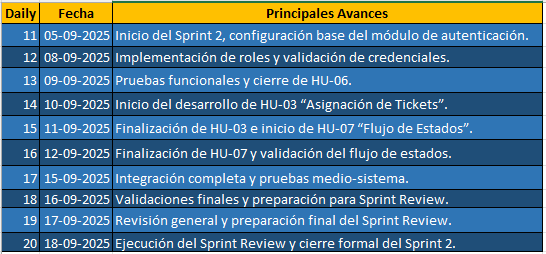 Daily Fecha Principales Avances
11 05-09-2025 Inicio del Sprint 2, configuración base del módulo de autenticación.
12 08-09-2025 Implementación de roles y validación de credenciales.
13 09-09-2025 Pruebas funcionales y cierre de HU-06.
14 10-09-2025 Inicio del desarrollo de HU-03 “Asignación de Tickets”.
15 11-09-2025 Finalización de HU-03 e inicio de HU-07 “Flujo de Estados”.
16 12-09-2025 Finalización de HU-07 y validación del flujo de estados.
17 15-09-2025 Integración completa y pruebas medio-sistema.
18 16-09-2025 Validaciones finales y preparación para Sprint Review.
19 17-09-2025 Revisión general y preparación final del Sprint Review.
20 18-09-2025 Ejecución del Sprint Review y cierre formal del Sprint 2.